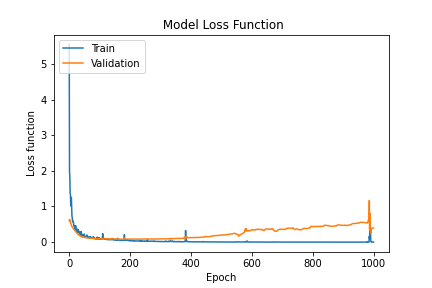 Model Loss Function
Train
Validation
Loss function
5
4
3
2
1
0
0 200 400 600 800 1000
Epoch